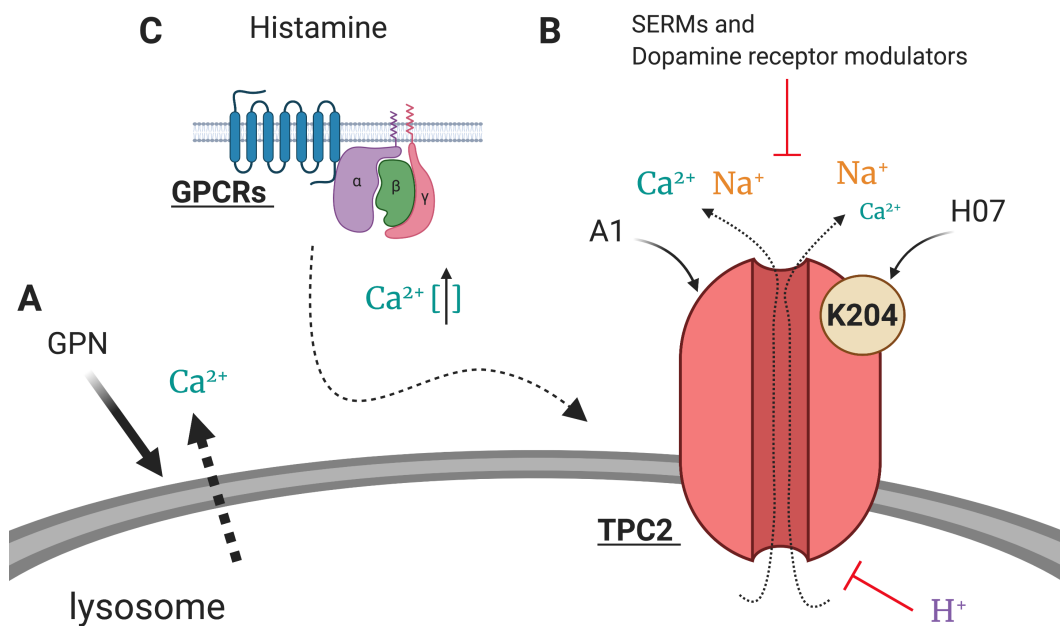 C
Histamine
GPCRs
α
β
γ
Ca²⁺ [ ]
A
GPN
Ca²⁺
lysosome
B
SERMs and
Dopamine receptor modulators
Ca²⁺ Na⁺
Na⁺
Ca²⁺
A1
H07
K204
TPC2
H⁺